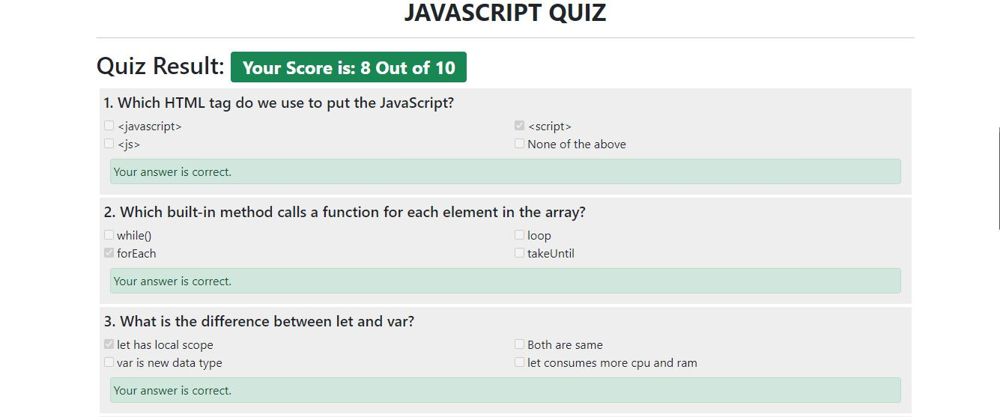 JAVASCRIPT QUIZ
Quiz Result: Your Score is: 8 Out of 10
1. Which HTML tag do we use to put the JavaScript?
<javascript> <script>
<js> None of the above
Your answer is correct.
2. Which built-in method calls a function for each element in the array?
while() loop
forEach takeUntil
Your answer is correct.
3. What is the difference between let and var?
let has local scope Both are same
var is new data type let consumes more cpu and ram
Your answer is correct.